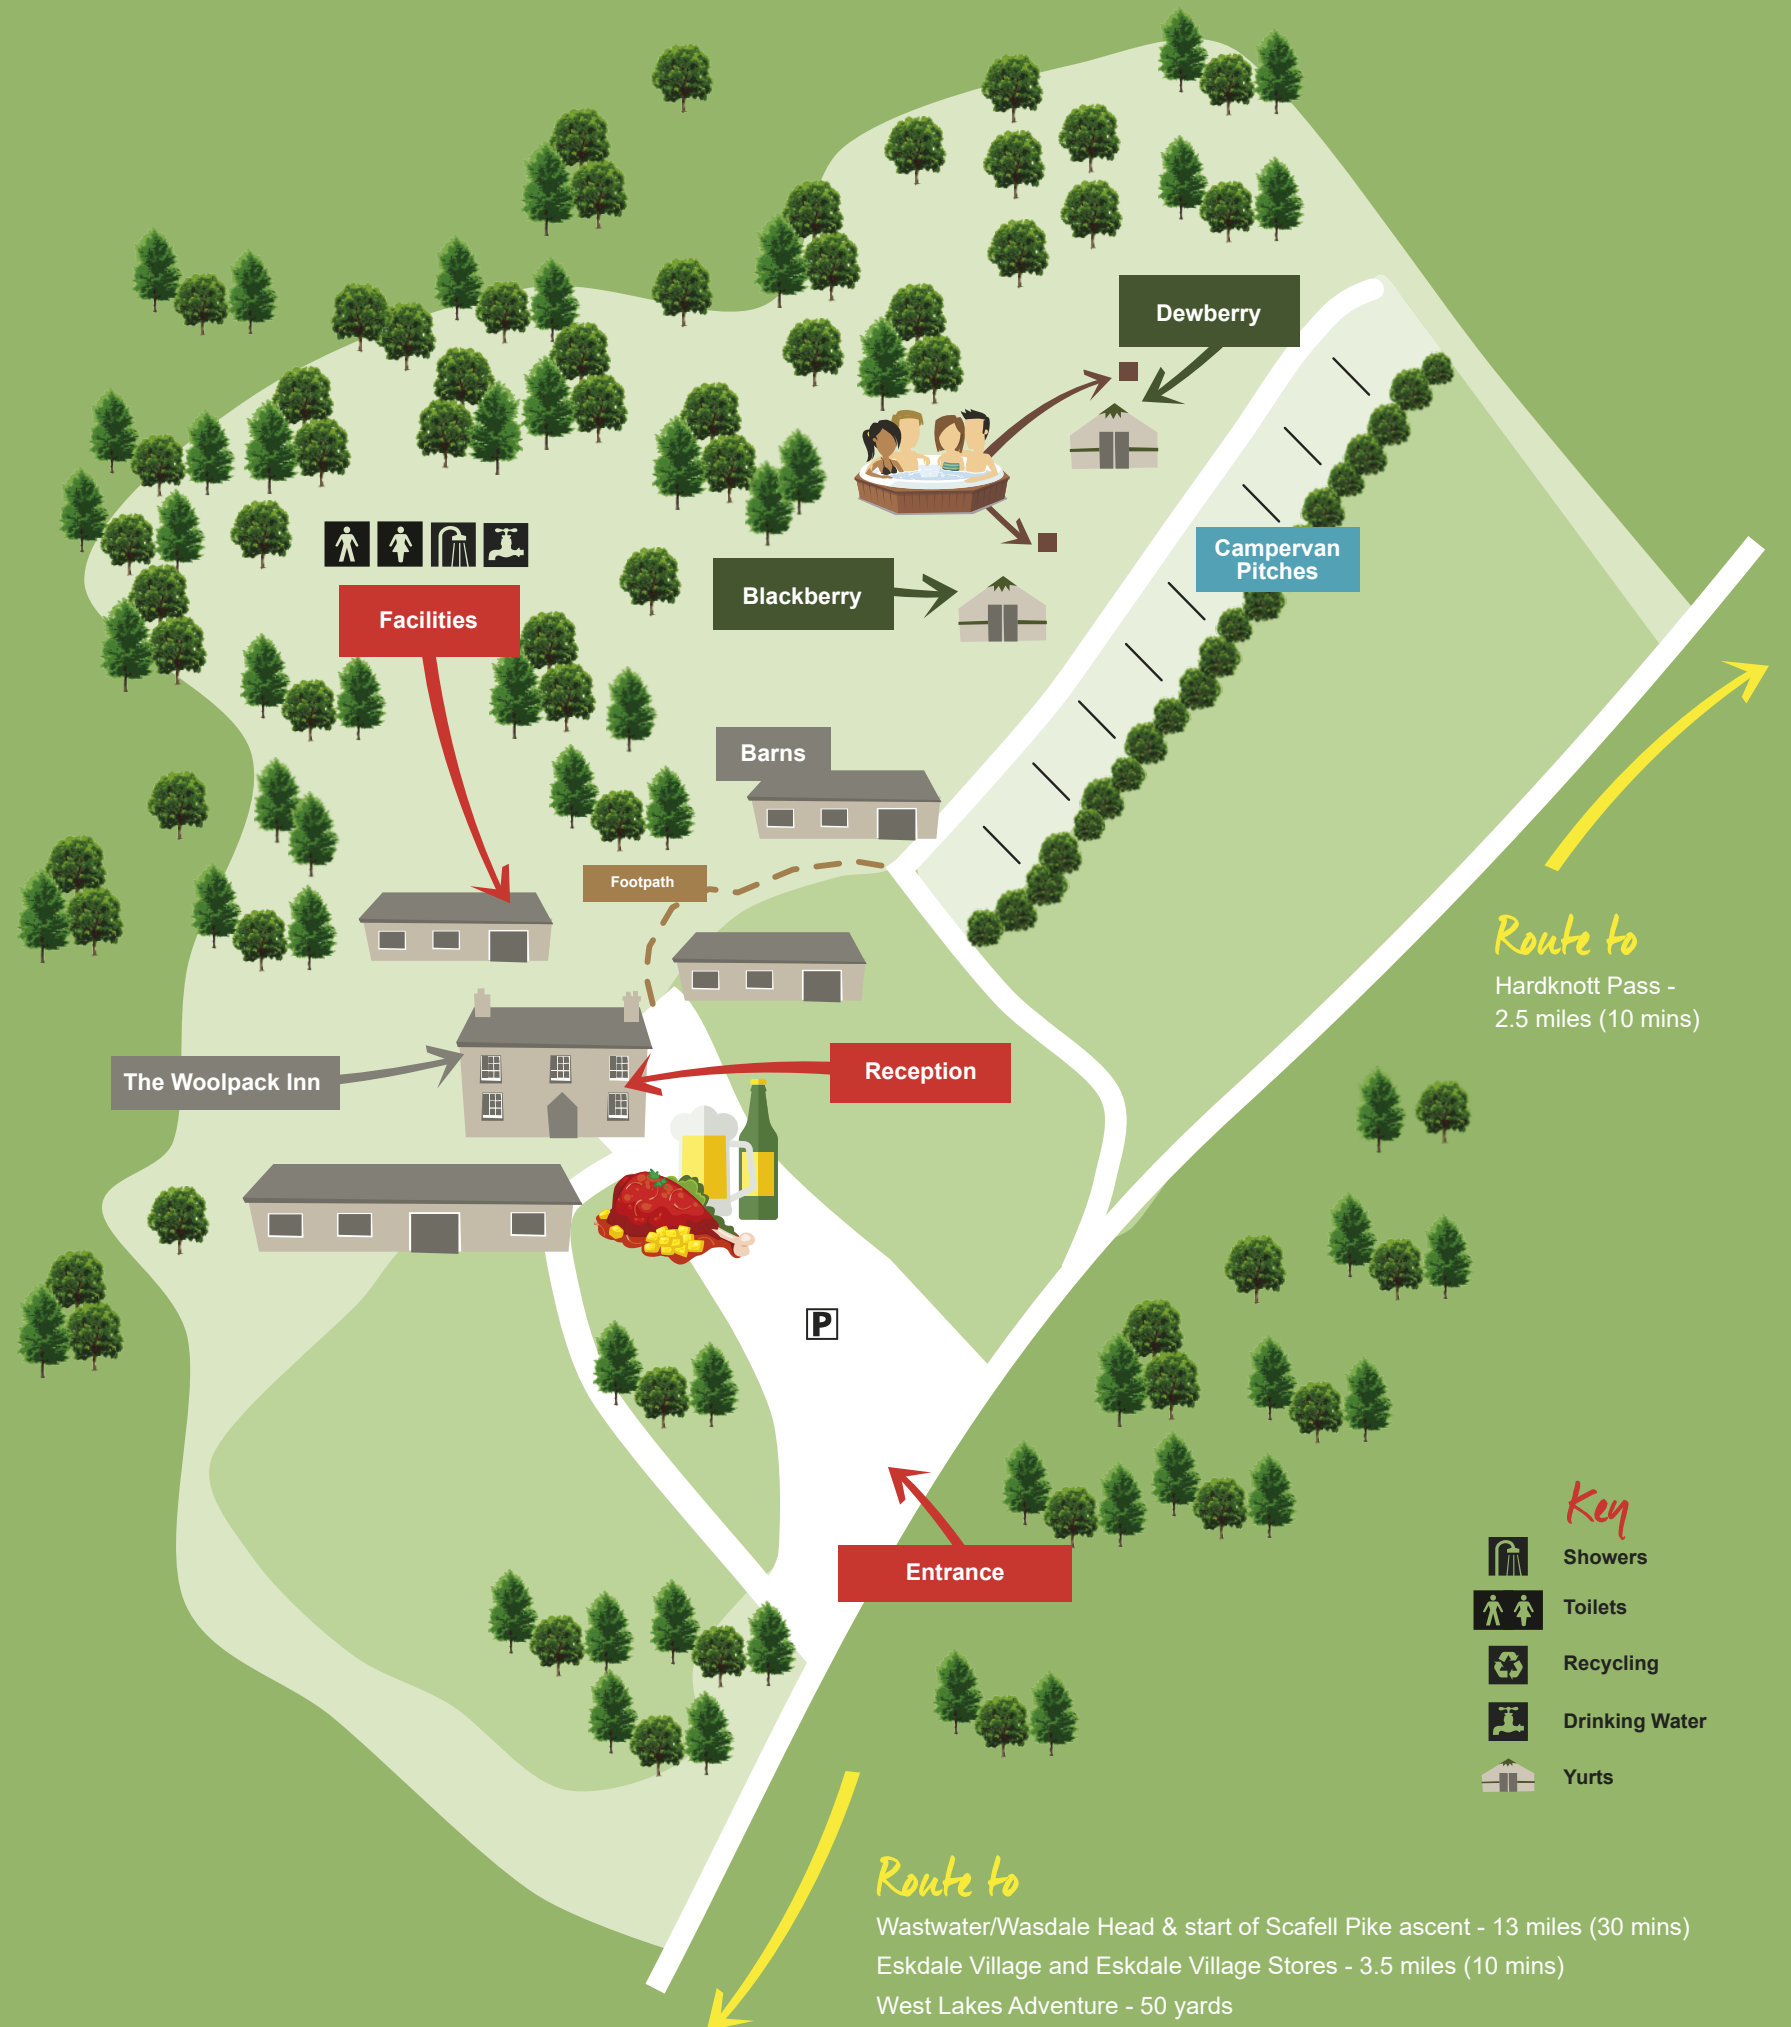 Dewberry
Campervan
Pitches
Blackberry
Facilities
Barns
Footpath
Route to
Hardknott Pass -
2.5 miles (10 mins)
The Woolpack Inn
Reception
P
Entrance
Key
Showers
Toilets
Recycling
Drinking Water
Yurts
Route to
Wastwater/Wasdale Head & start of Scafell Pike ascent - 13 miles (30 mins)
Eskdale Village and Eskdale Village Stores - 3.5 miles (10 mins)
West Lakes Adventure - 50 yards